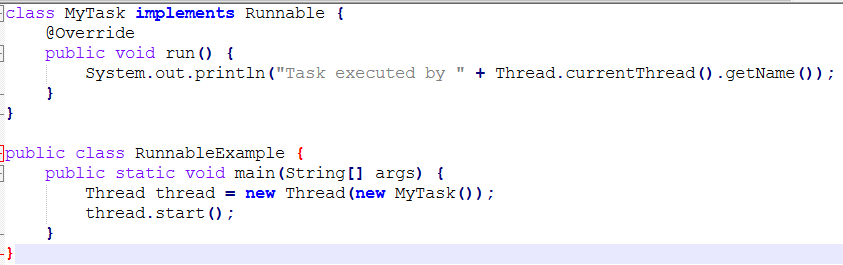 class MyTask implements Runnable {
    @Override
    public void run() {
        System.out.println("Task executed by " + Thread.currentThread().getName());
    }
}

public class RunnableExample {
    public static void main(String[] args) {
        Thread thread = new Thread(new MyTask());
        thread.start();
    }
}